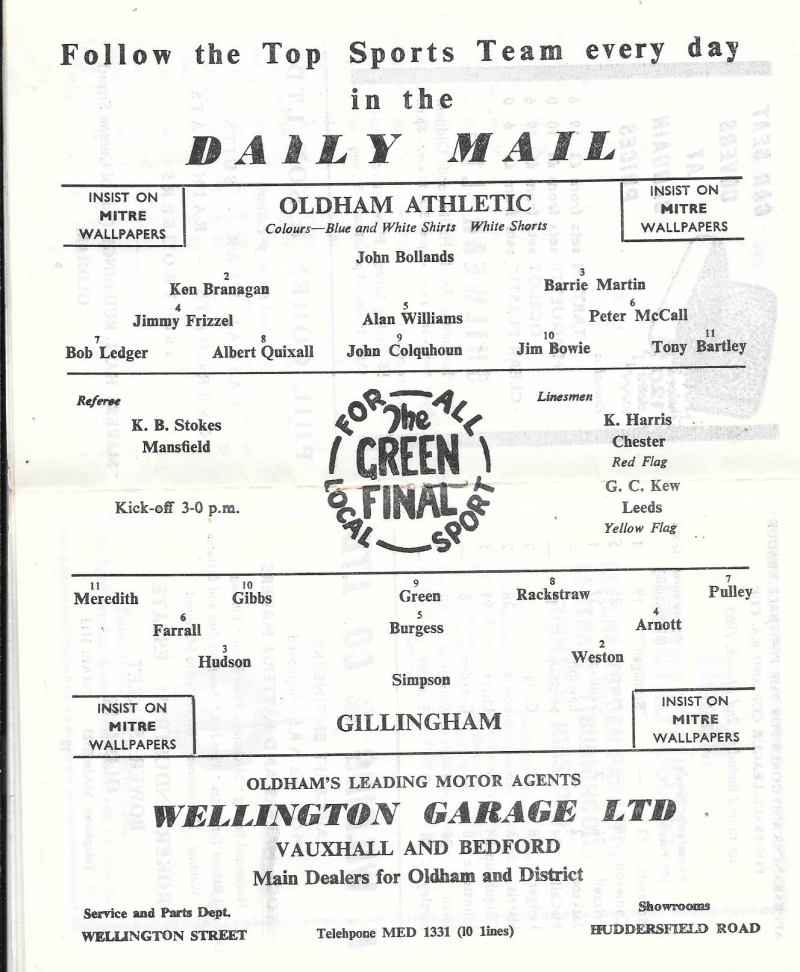 Follow the Top Sports Team every day
in the
DAILY MAIL
INSIST ON
MITRE
WALLPAPERS
OLDHAM ATHLETIC
Colours—Blue and White Shirts White Shorts
INSIST ON
MITRE
WALLPAPERS
John Bollands
2 3
Ken Branagan Barrie Martin
4 5 6
Jimmy Frizzel Alan Williams Peter McCall
7 8 9 10 11
Bob Ledger Albert Quixall John Colquhoun Jim Bowie Tony Bartley
Referee
K. B. Stokes
Mansfield
Kick-off 3-0 p.m.
FOR ALL
The
GREEN
FINAL
LOCAL SPORT
Linesmen
K. Harris
Chester
Red Flag
G. C. Kew
Leeds
Yellow Flag
11 10 9 8 7
Meredith Gibbs Green Rackstraw Pulley
6 5 4
Farrall Burgess Arnott
3 2
Hudson Weston
Simpson
INSIST ON
MITRE
WALLPAPERS
GILLINGHAM
INSIST ON
MITRE
WALLPAPERS
OLDHAM'S LEADING MOTOR AGENTS
WELLINGTON GARAGE LTD
VAUXHALL AND BEDFORD
Main Dealers for Oldham and District
Service and Parts Dept.
WELLINGTON STREET
Telehpone MED 1331 (10 lines)
Showrooms
HUDDERSFIELD ROAD